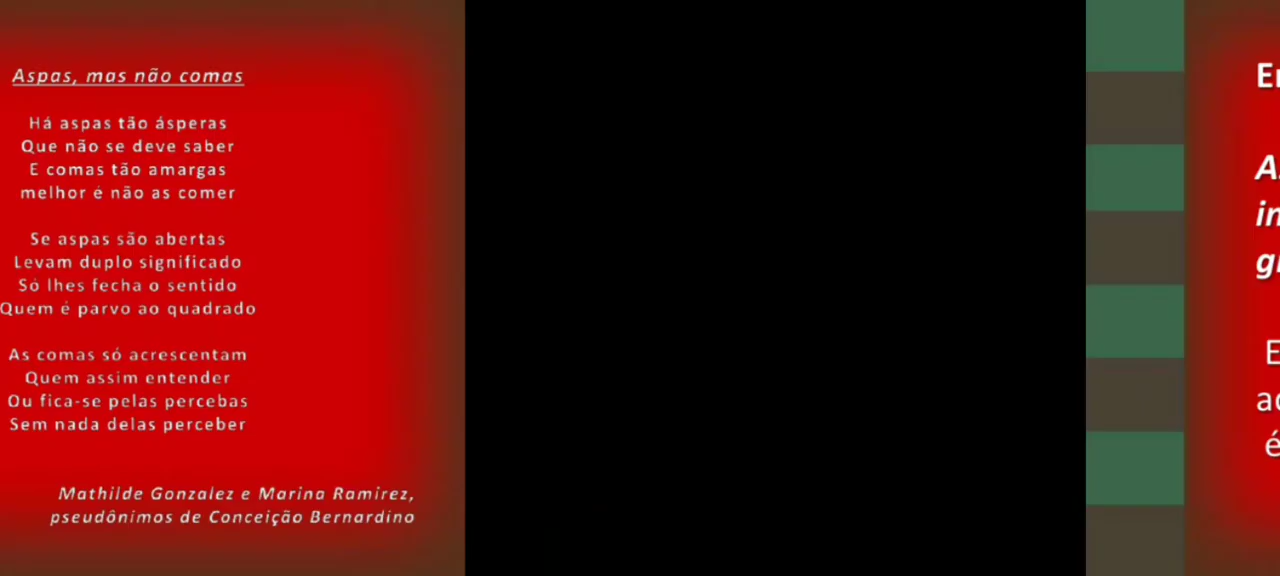 Aspas, mas não comas
Há aspas tão ásperas
Que não se deve saber
E comas tão amargas
melhor é não as comer
Se aspas são abertas
Levam duplo significado
Só lhes fecha o sentido
Quem é parvo ao quadrado
As comas só acrescentam
Quem assim entender
Ou fica-se pelas percebas
Sem nada delas perceber
Mathilde Gonzalez e Marina Ramirez,
pseudônimos de Conceição Bernardino